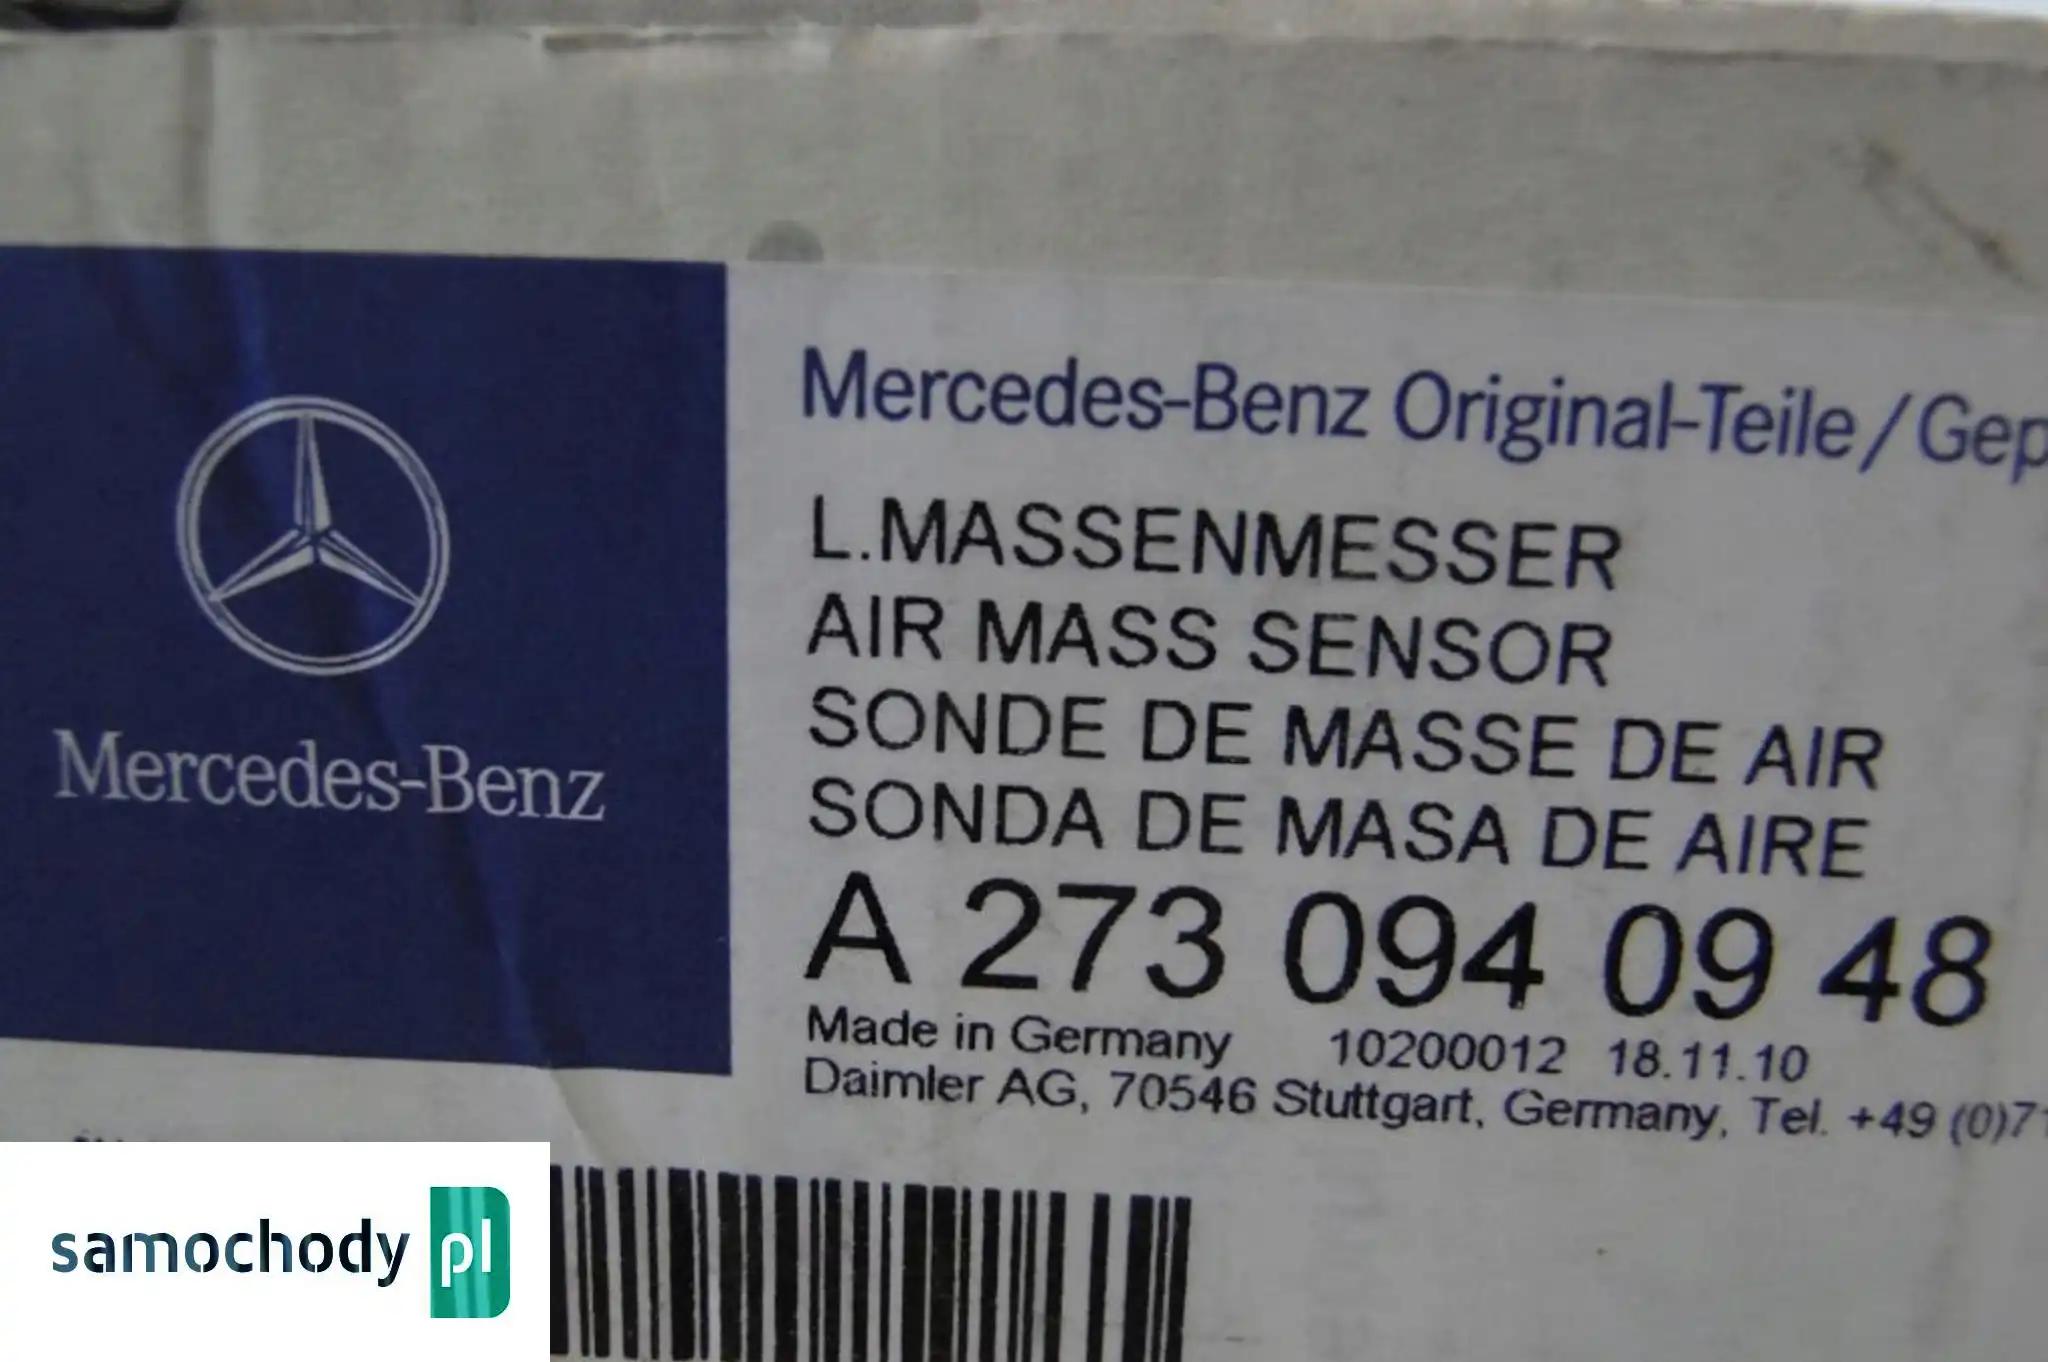 Mercedes-Benz
Mercedes-Benz Original-Teile/Gep
L.MASSENMESSER
AIR MASS SENSOR
SONDE DE MASSE DE AIR
SONDA DE MASA DE AIRE
A 273 094 09 48
Made in Germany 10200012 18.11.10
Daimler AG, 70546 Stuttgart, Germany, Tel. +49 (0)71
samochody pl